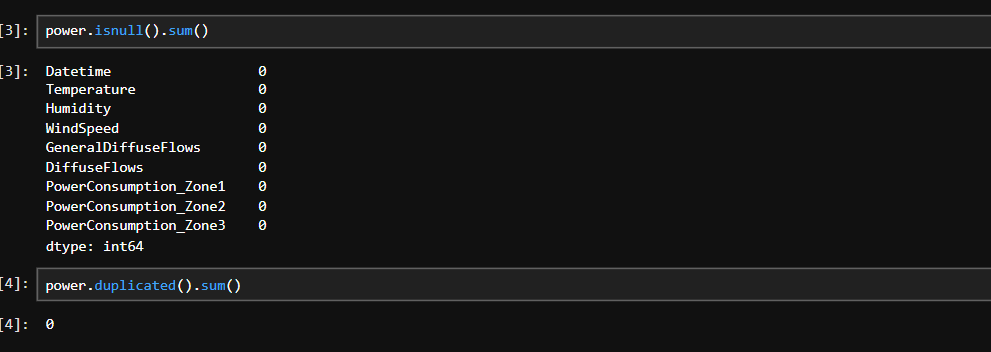 [3]: power.isnull().sum()
[3]: Datetime 0
Temperature 0
Humidity 0
WindSpeed 0
GeneralDiffuseFlows 0
DiffuseFlows 0
PowerConsumption_Zone1 0
PowerConsumption_Zone2 0
PowerConsumption_Zone3 0
dtype: int64
[4]: power.duplicated().sum()
[4]: 0